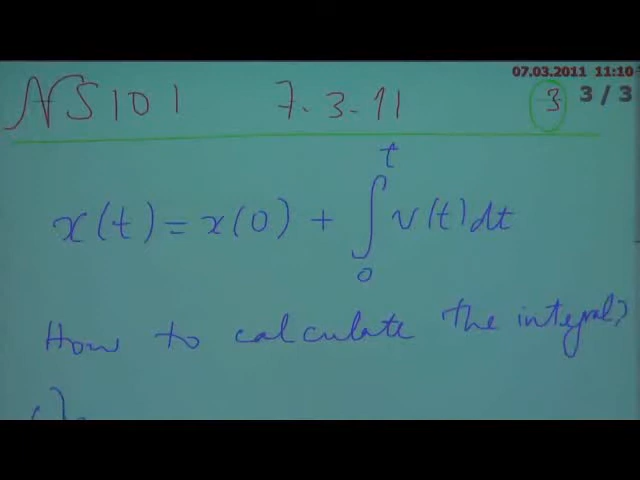 07.03.2011 11:10
NS101 7.3.11 3 3 / 3
x(t) = x(0) + ∫₀ᵗ v(t) dt
How to calculate the integral?